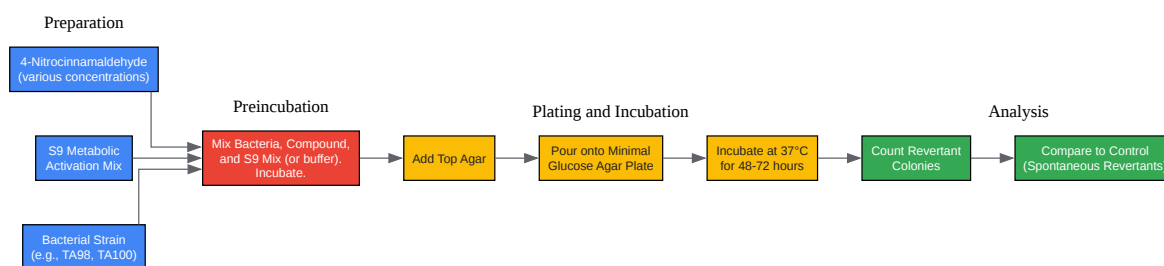 Preparation
4-Nitrocinnamaldehyde
(various concentrations)
S9 Metabolic
Activation Mix
Bacterial Strain
(e.g., TA98, TA100)
Preincubation
Mix Bacteria, Compound,
and S9 Mix (or buffer).
Incubate.
Plating and Incubation
Add Top Agar
Pour onto Minimal
Glucose Agar Plate
Incubate at 37°C
for 48-72 hours
Analysis
Count Revertant
Colonies
Compare to Control
(Spontaneous Revertants)